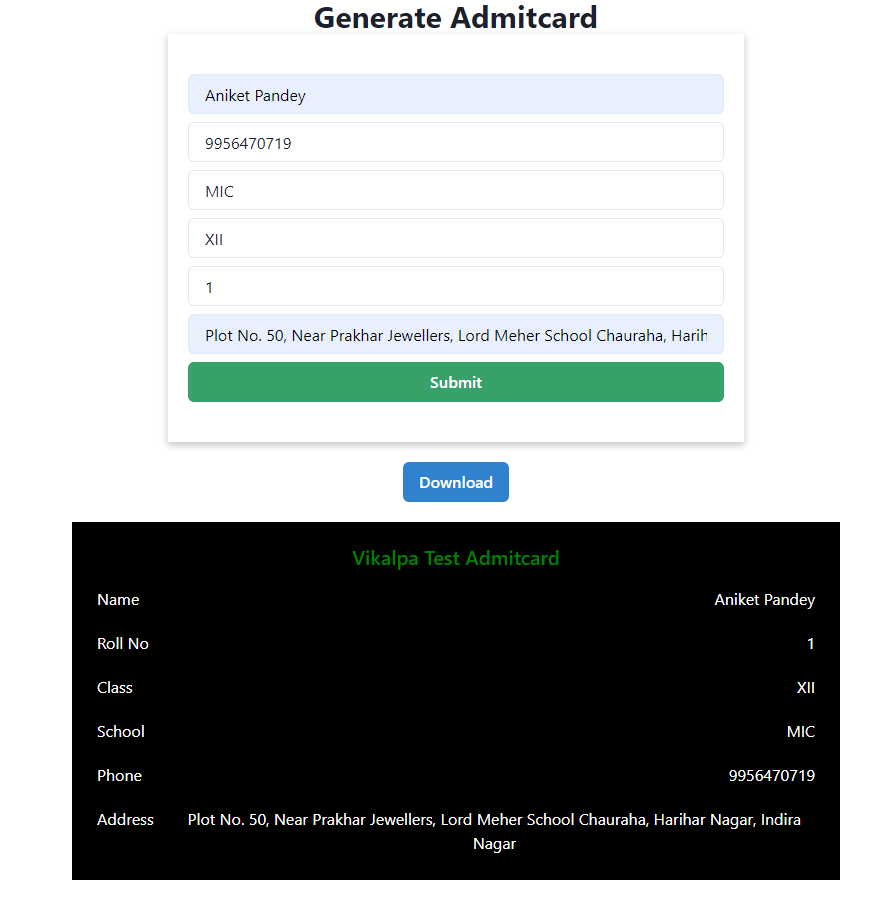 Generate Admitcard
Aniket Pandey
9956470719
MIC
XII
1
Plot No. 50, Near Prakhar Jewellers, Lord Meher School Chauraha, Harih
Submit
Download
Vikalpa Test Admitcard
Name Aniket Pandey
Roll No 1
Class XII
School MIC
Phone 9956470719
Address Plot No. 50, Near Prakhar Jewellers, Lord Meher School Chauraha, Harihar Nagar, Indira
Nagar